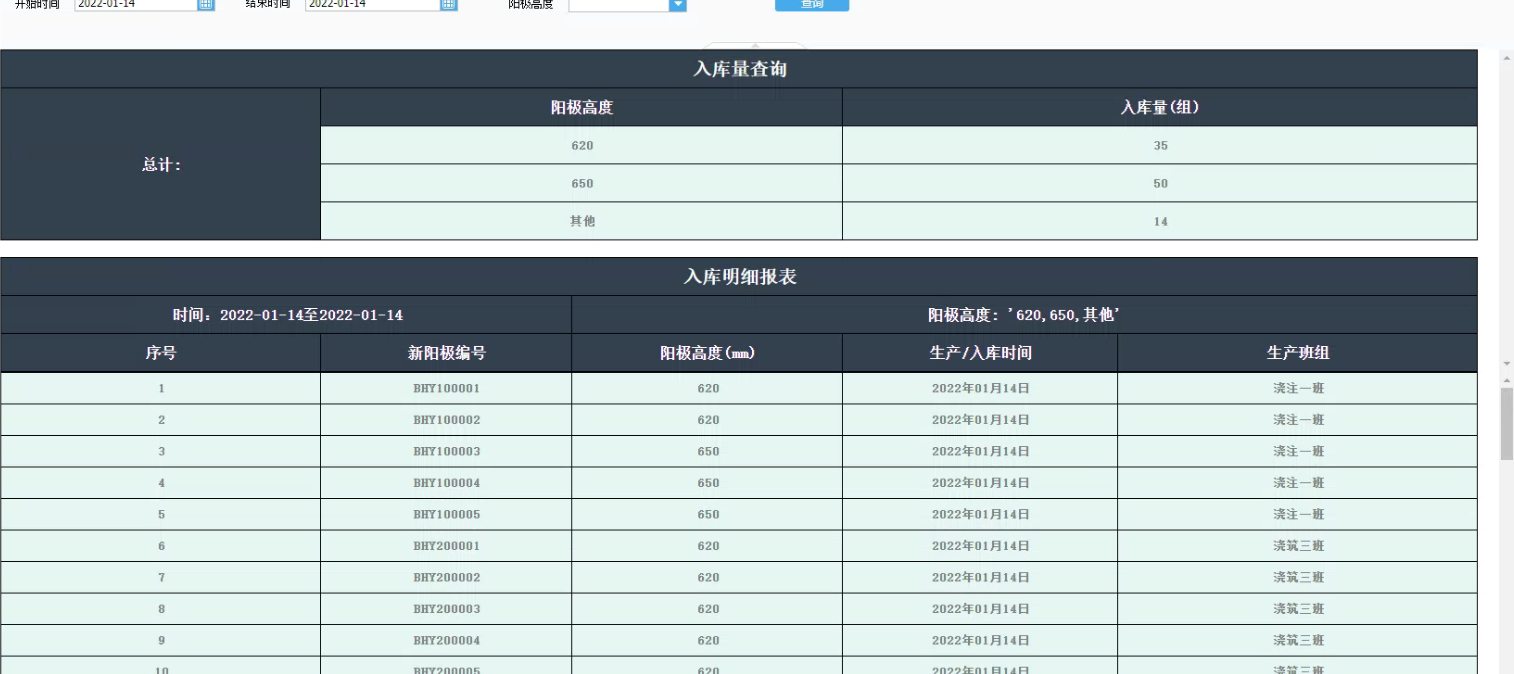 开始时间 2022-01-14 结束时间 2022-01-14 阳极高度 查询
入库量查询
总计: 阳极高度 入库量(组)
620 35
650 50
其他 14
入库明细报表
时间: 2022-01-14至2022-01-14 阳极高度: '620,650,其他'
序号 新阳极编号 阳极高度(mm) 生产/入库时间 生产班组
1 BHY100001 620 2022年01月14日 浇注一班
2 BHY100002 620 2022年01月14日 浇注一班
3 BHY100003 650 2022年01月14日 浇注一班
4 BHY100004 650 2022年01月14日 浇注一班
5 BHY100005 650 2022年01月14日 浇注一班
6 BHY200001 620 2022年01月14日 浇筑三班
7 BHY200002 620 2022年01月14日 浇筑三班
8 BHY200003 620 2022年01月14日 浇筑三班
9 BHY200004 620 2022年01月14日 浇筑三班
10 BHY200005 620 2022年01月14日 浇筑三班